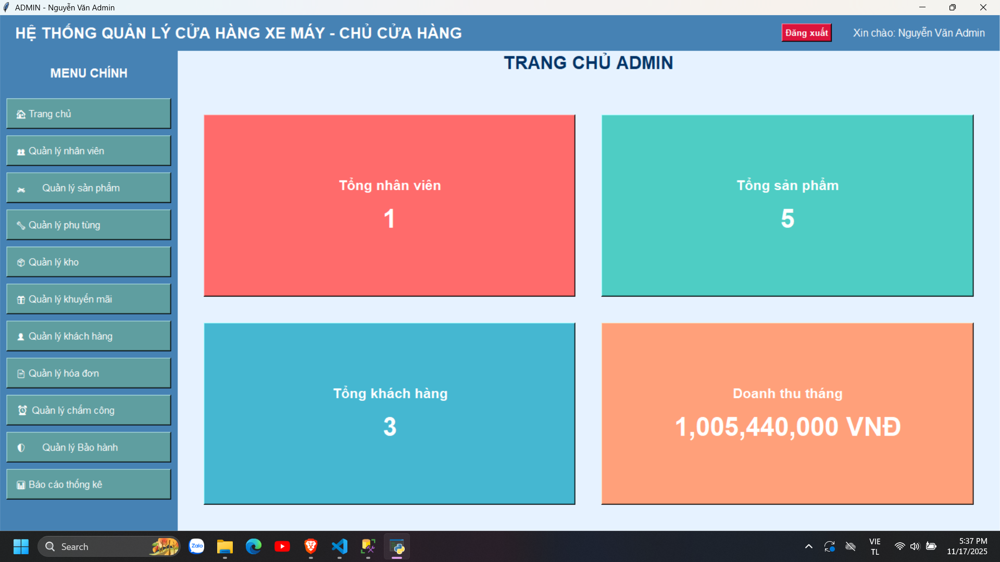 ADMIN - Nguyễn Văn Admin
HỆ THỐNG QUẢN LÝ CỬA HÀNG XE MÁY - CHỦ CỬA HÀNG
Đăng xuất
Xin chào: Nguyễn Văn Admin
MENU CHÍNH
Trang chủ
Quản lý nhân viên
Quản lý sản phẩm
Quản lý phụ tùng
Quản lý kho
Quản lý khuyến mãi
Quản lý khách hàng
Quản lý hóa đơn
Quản lý chấm công
Quản lý Bảo hành
Báo cáo thống kê
TRANG CHỦ ADMIN
Tổng nhân viên
1
Tổng sản phẩm
5
Tổng khách hàng
3
Doanh thu tháng
1,005,440,000 VNĐ
Search
Zalo
VIE
TL
5:37 PM
11/17/2025